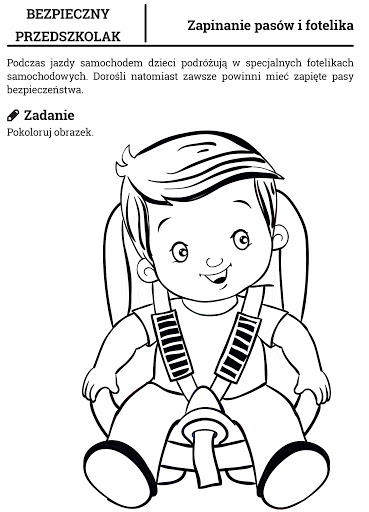 BEZPIECZNY
PRZEDSZKOLAK
Zapinanie pasów i fotelika
Podczas jazdy samochodem dzieci podróżują w specjalnych fotelikach
samochodowych. Dorośli natomiast zawsze powinni mieć zapięte pasy
bezpieczeństwa.
Zadanie
Pokoloruj obrazek.